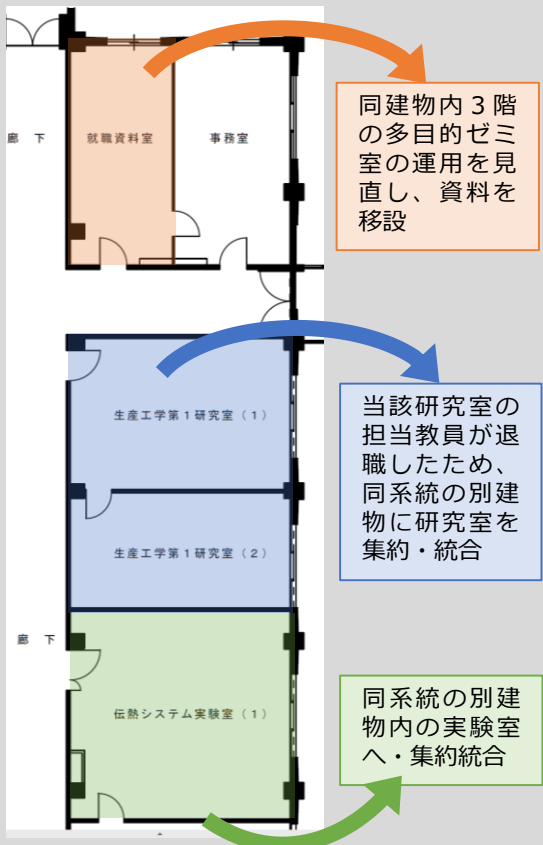 廊 下
就職資料室
事務室
同建物内３階
の多目的ゼミ
室の運用を見
直し、資料を
移設
生産工学第１研究室（１）
当該研究室の
担当教員が退
職したため、
同系統の別建
物に研究室を
集約・統合
生産工学第１研究室（２）
廊 下
伝熱システム実験室（１）
同系統の別建
物内の実験室
へ・集約統合